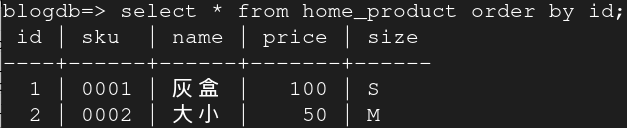 blogdb=> select * from home_product order by id;
 id | sku  | name | price | size
----+------+------+-------+------
  1 | 0001 | 灰盒 |   100 | S
  2 | 0002 | 大小 |    50 | M